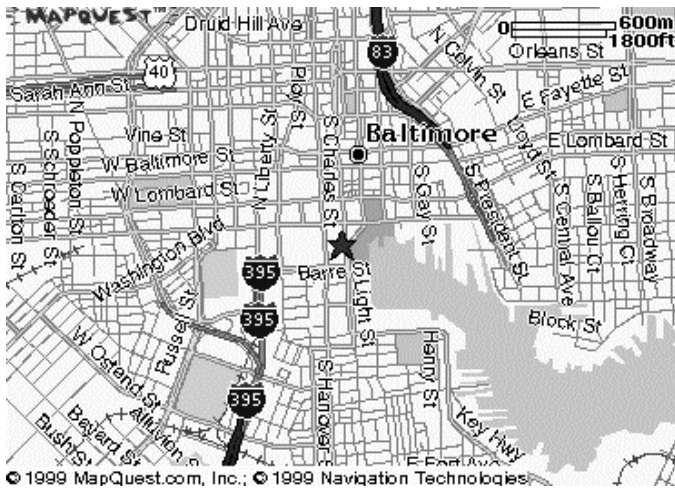 MAPQUEST
Druid Hill Ave
0 600m
1800ft
83
N Colvin St
Orleans St
40
Sarah Ann St
E Fayette St
N Poppleton St
Vine St
S Charles St
Baltimore
Lloyd St
E Lombard St
W Baltimore St
N Liberty St
W Lombard St
S Carlton St
S Schroeder St
S Gay St
S President St
S Central Ave
S Ballou Ct
S Herring Ct
S Broadway
Washington Blvd
395
Barre St
Light St
395
Block St
Russell St
W Ostend St
Henry St
395
S Hanover
Key Hwy
Bayard St
Bush St
Alluvion St
E Fort Ave
© 1999 MapQuest.com, Inc.; © 1999 Navigation Technologies